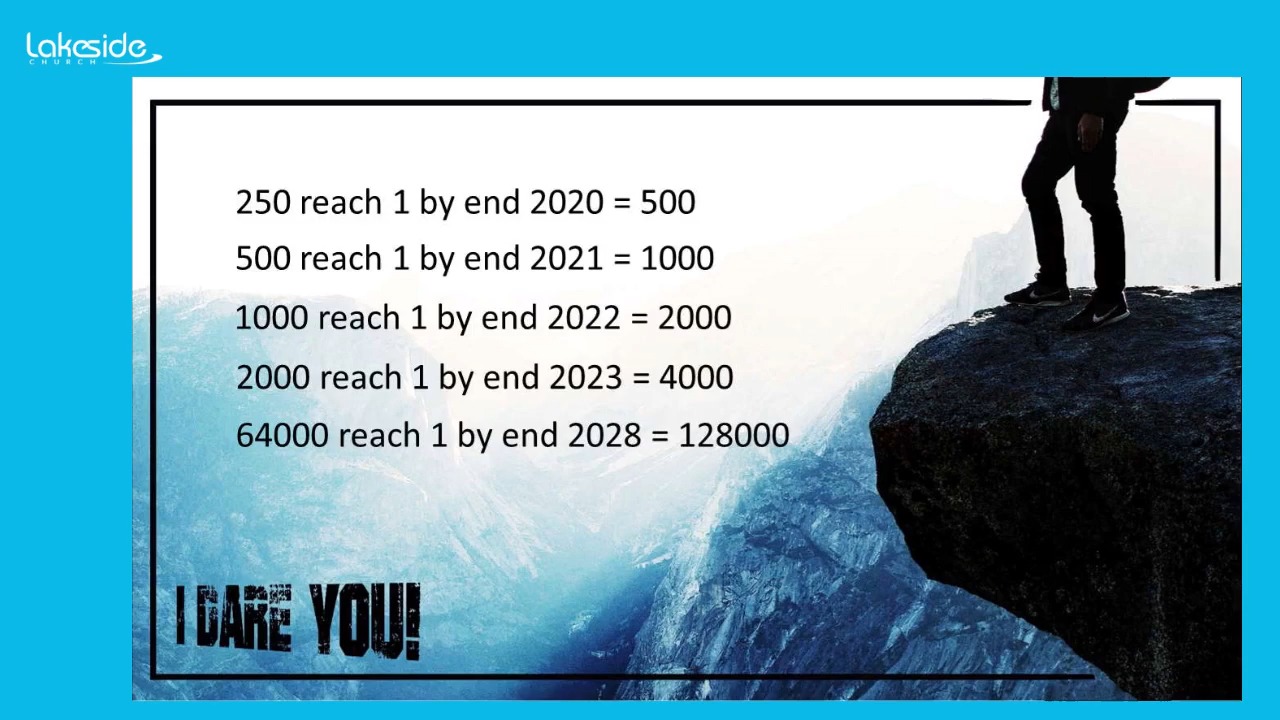 Lakeside
CHURCH
250 reach 1 by end 2020 = 500
500 reach 1 by end 2021 = 1000
1000 reach 1 by end 2022 = 2000
2000 reach 1 by end 2023 = 4000
64000 reach 1 by end 2028 = 128000
I DARE YOU!